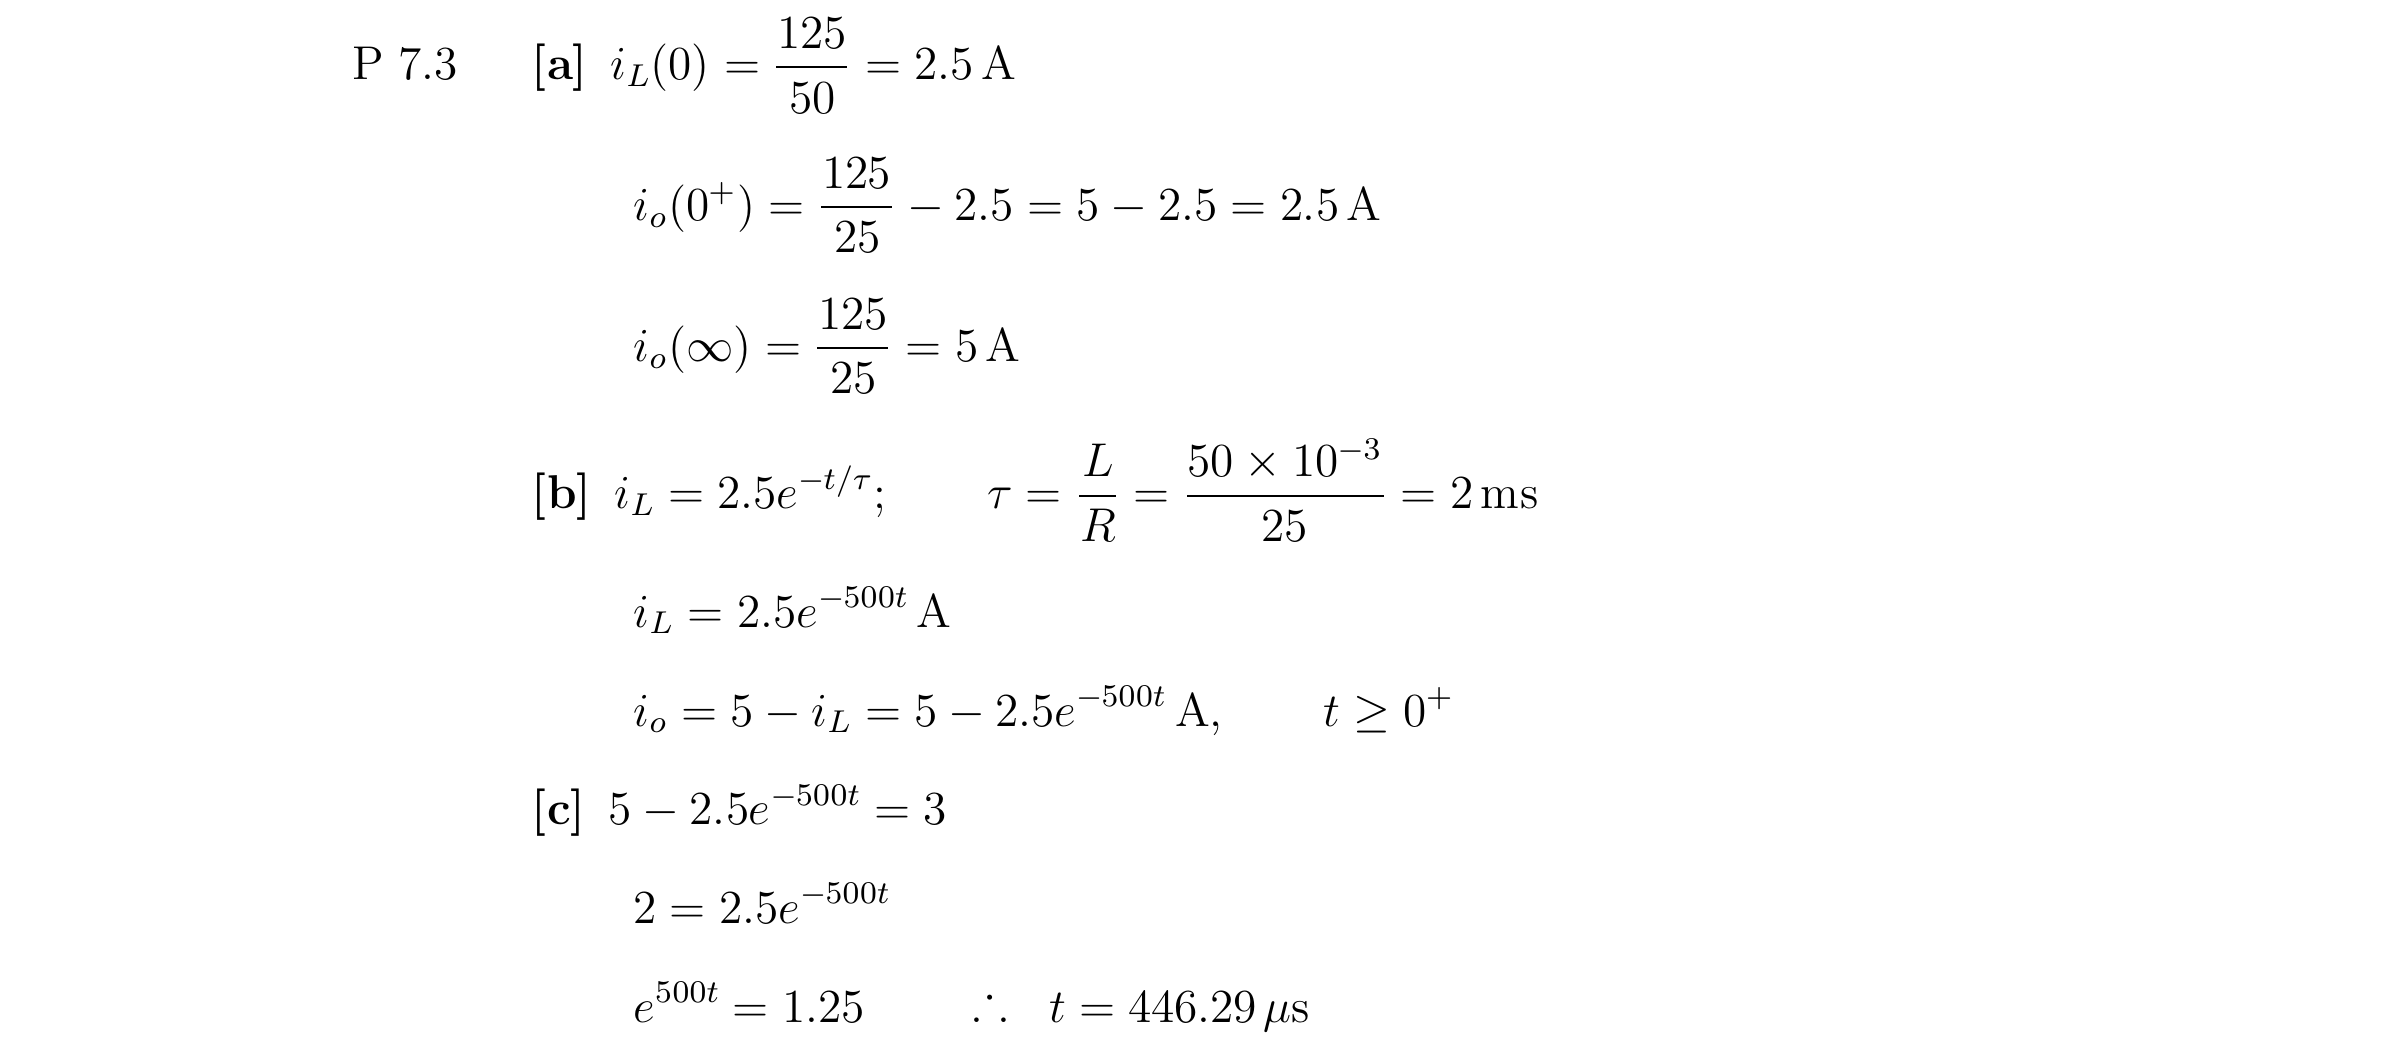 P 7.3 [a] i_L(0) = 125/50 = 2.5 A
i_o(0⁺) = 125/25 − 2.5 = 5 − 2.5 = 2.5 A
i_o(∞) = 125/25 = 5 A
[b] i_L = 2.5e^{−t/τ}; τ = L/R = (50 × 10⁻³)/25 = 2 ms
i_L = 2.5e^{−500t} A
i_o = 5 − i_L = 5 − 2.5e^{−500t} A, t ≥ 0⁺
[c] 5 − 2.5e^{−500t} = 3
2 = 2.5e^{−500t}
e^{500t} = 1.25 ∴ t = 446.29 μs